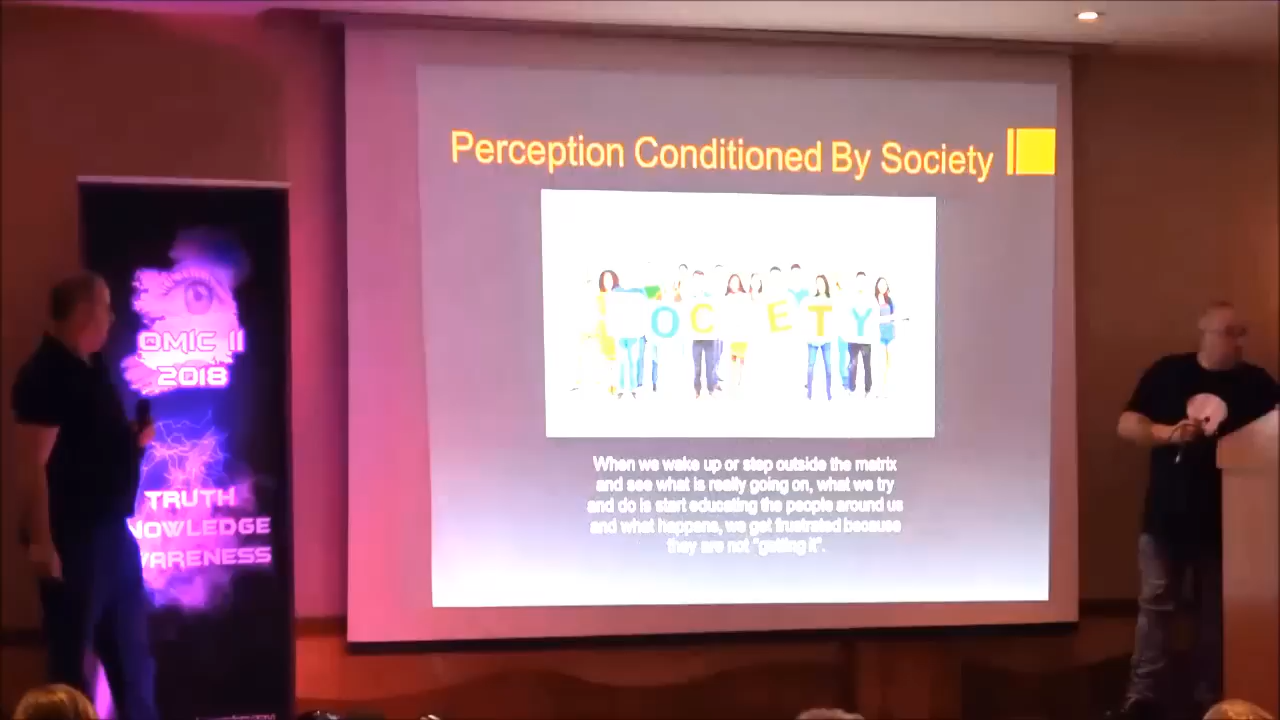 Perception Conditioned By Society
OC ETY
When we wake up or step outside the matrix
and see what is really going on, what we try
and do is start educating the people around us
and what happens, we get frustrated because
they are not "getting it".
OMIC II
2018
TRUTH
NOWLEDGE
WARENESS